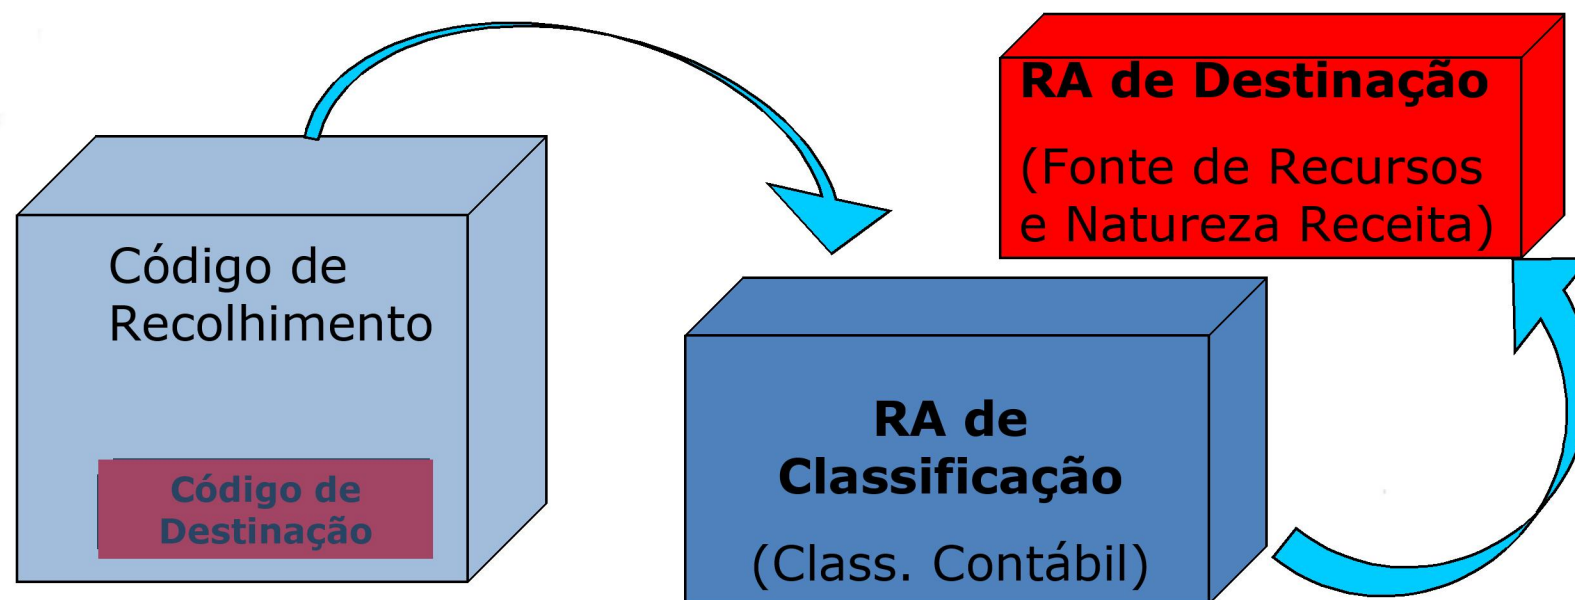 Código de
Recolhimento
Código de
Destinação
RA de
Classificação
(Class. Contábil)
RA de Destinação
(Fonte de Recursos
e Natureza Receita)